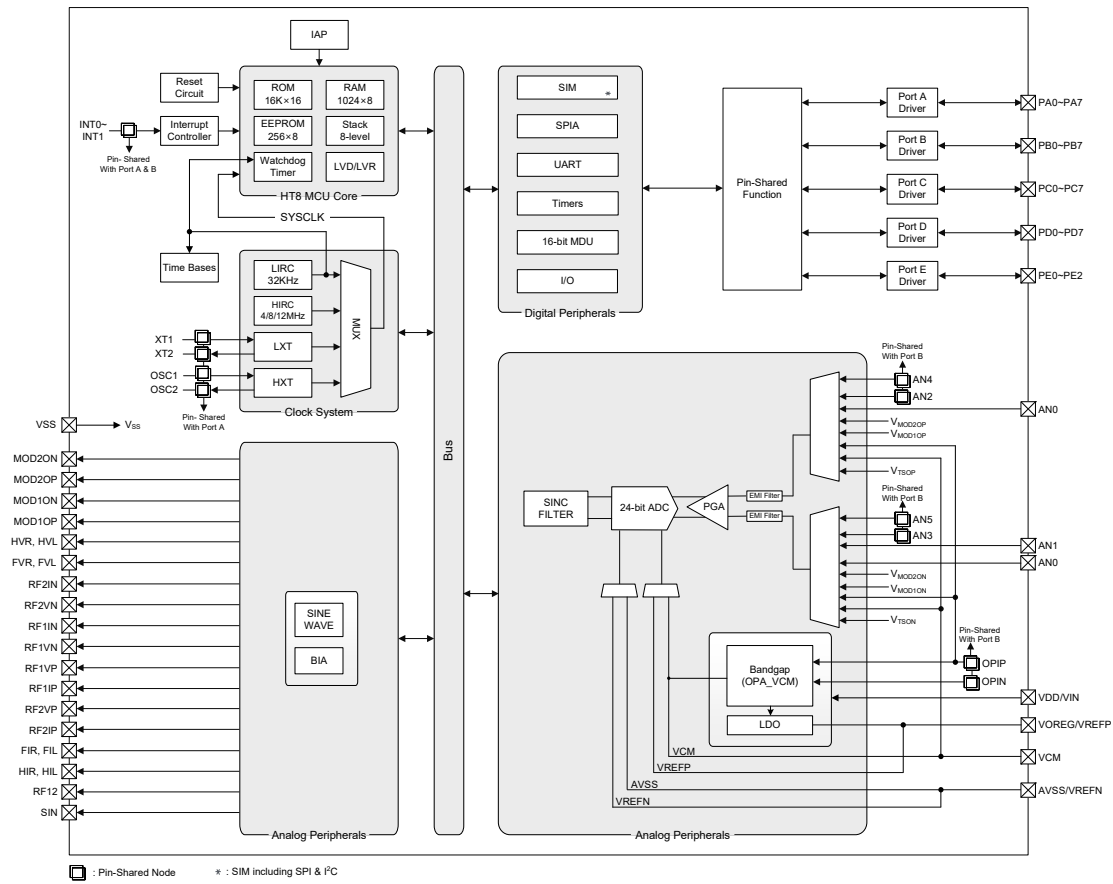 IAP
Reset
Circuit
ROM
16K×16
RAM
1024×8
INT0~
INT1
Interrupt
Controller
EEPROM
256×8
Stack
8-level
Pin- Shared
With Port A & B
Watchdog
Timer
LVD/LVR
HT8 MCU Core
SYSCLK
Time Bases
LIRC
32KHz
HIRC
4/8/12MHz
MUX
XT1
XT2
LXT
OSC1
OSC2
HXT
Pin- Shared
With Port A
Clock System
Bus
SIM
*
SPIA
UART
Timers
16-bit MDU
I/O
Digital Peripherals
Pin-Shared
Function
Port A
Driver
PA0~PA7
Port B
Driver
PB0~PB7
Port C
Driver
PC0~PC7
Port D
Driver
PD0~PD7
Port E
Driver
PE0~PE2
VSS
VSS
MOD2ON
MOD2OP
MOD1ON
MOD1OP
HVR, HVL
FVR, FVL
RF2IN
RF2VN
RF1IN
RF1VN
RF1VP
RF1IP
RF2VP
RF2IP
FIR, FIL
HIR, HIL
RF12
SIN
SINE
WAVE
BIA
Analog Peripherals
Pin-Shared
With Port B
AN4
AN2
AN0
VMOD2OP
VMOD1OP
VTSOP
SINC
FILTER
24-bit ADC
PGA
EMI Filter
EMI Filter
Pin-Shared
With Port B
AN5
AN3
AN1
AN0
VMOD2ON
VMOD1ON
VTSON
Pin-Shared
With Port B
OPIP
OPIN
Bandgap
(OPA_VCM)
LDO
VDD/VIN
VOREG/VREFP
VCM
VCM
VREFP
AVSS
AVSS/VREFN
VREFN
Analog Peripherals
: Pin-Shared Node
* : SIM including SPI & I²C